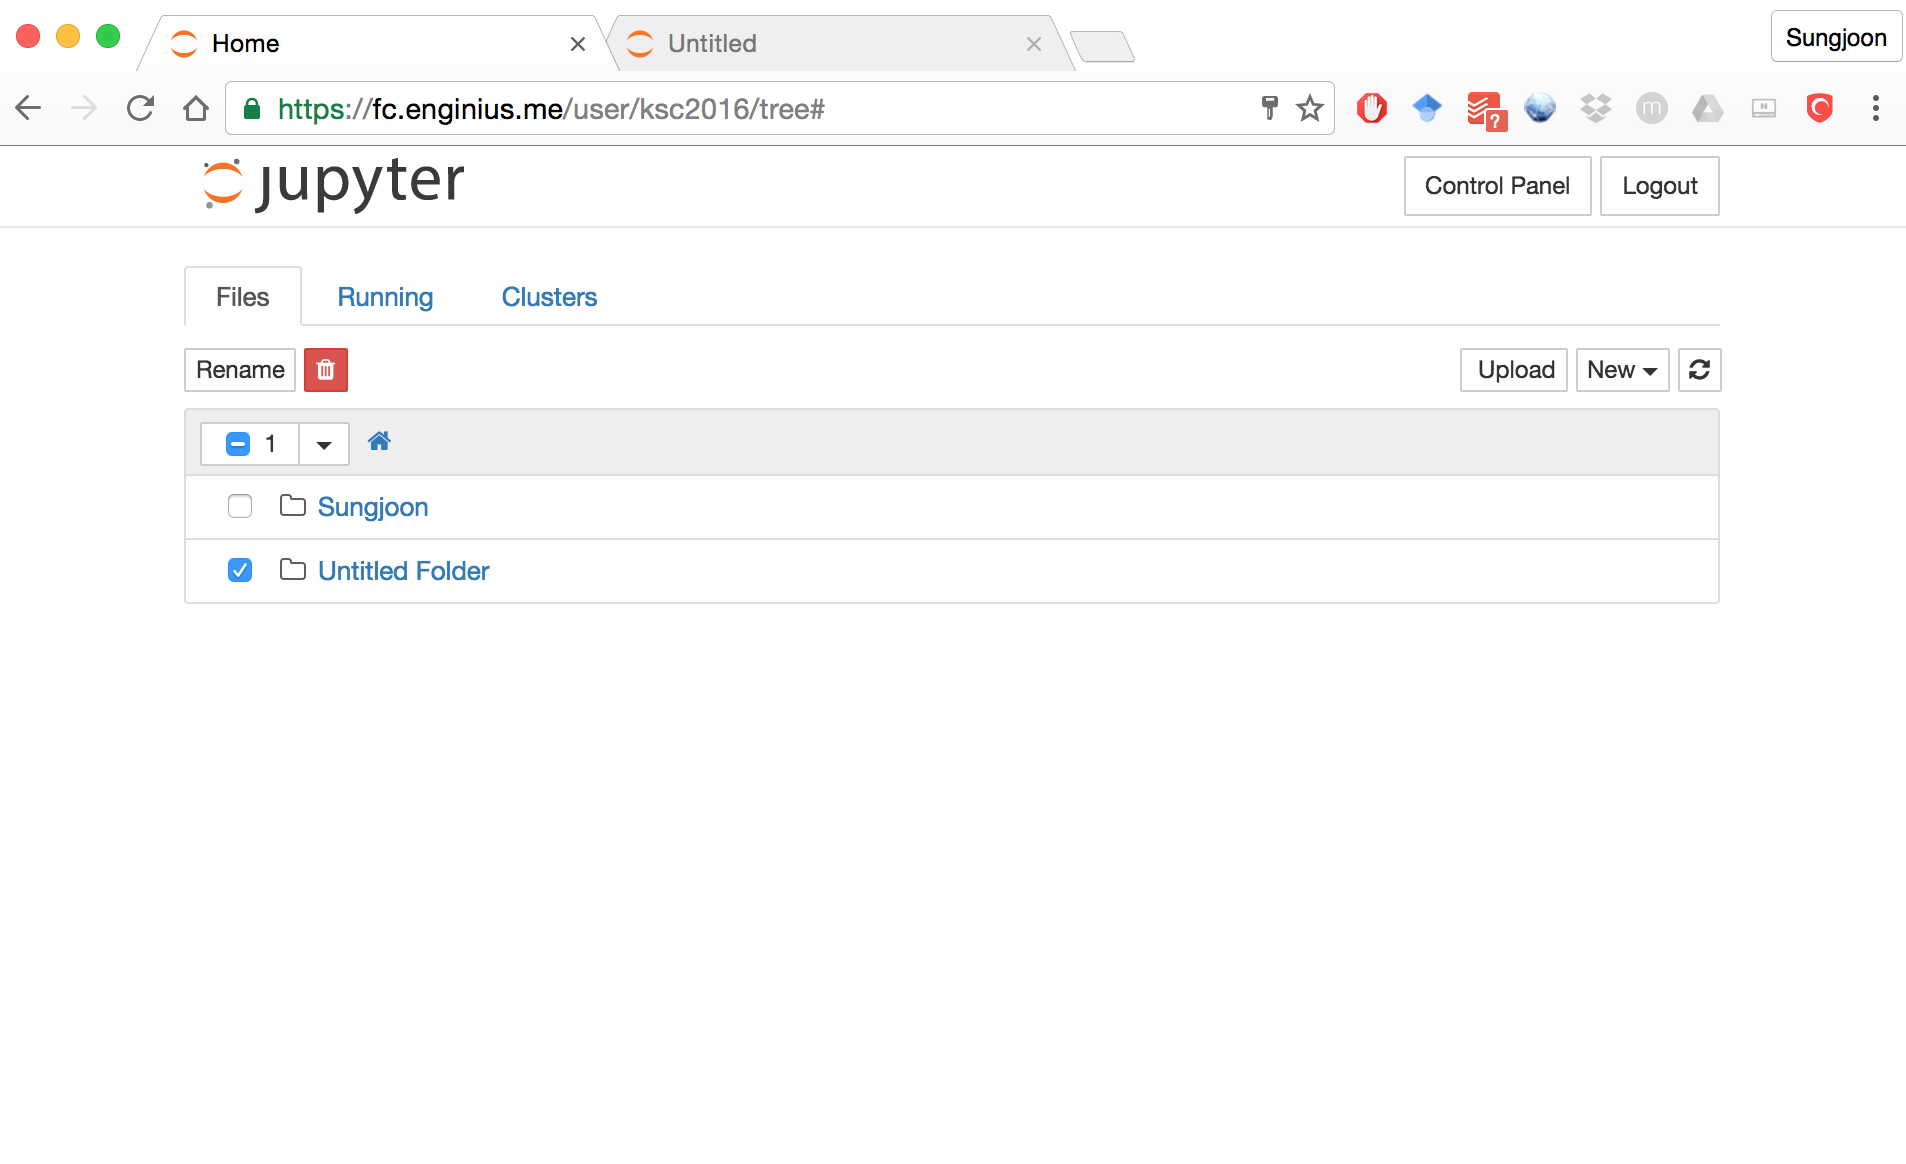 Home
Untitled
Sungjoon
https://fc.enginius.me/user/ksc2016/tree#
?
m
N
jupyter
Control Panel
Logout
Files
Running
Clusters
Rename
Upload
New
1
Sungjoon
Untitled Folder